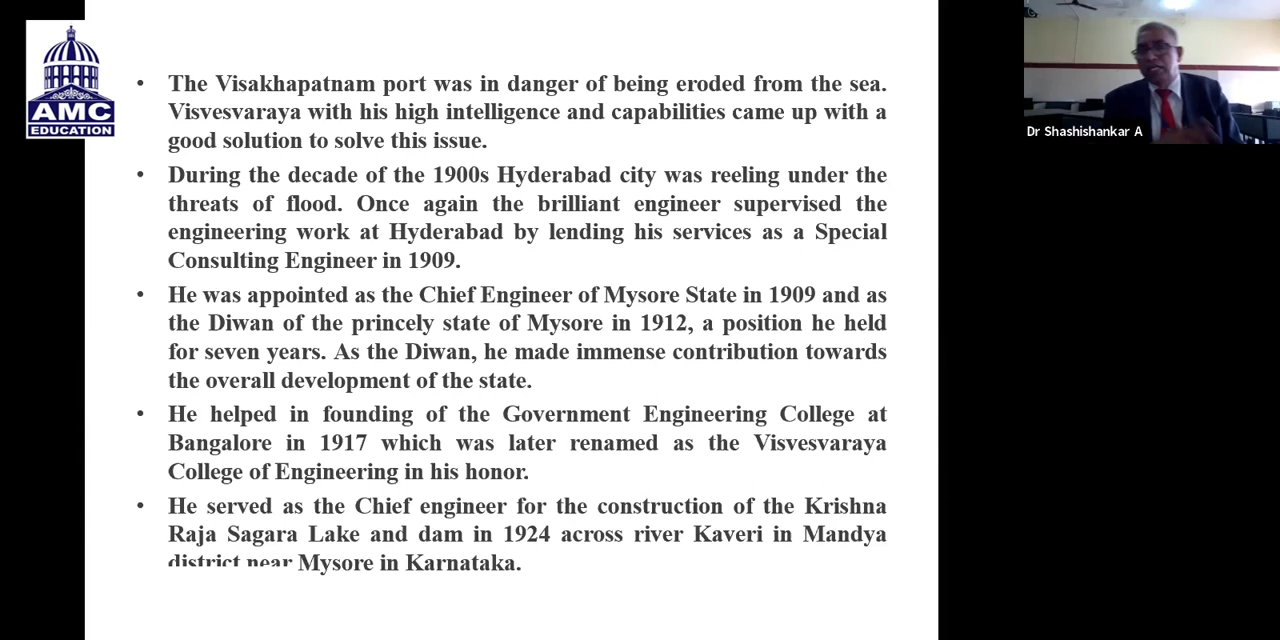 AMC
EDUCATION
• The Visakhapatnam port was in danger of being eroded from the sea.
Visvesvaraya with his high intelligence and capabilities came up with a
good solution to solve this issue.
• During the decade of the 1900s Hyderabad city was reeling under the
threats of flood. Once again the brilliant engineer supervised the
engineering work at Hyderabad by lending his services as a Special
Consulting Engineer in 1909.
• He was appointed as the Chief Engineer of Mysore State in 1909 and as
the Diwan of the princely state of Mysore in 1912, a position he held
for seven years. As the Diwan, he made immense contribution towards
the overall development of the state.
• He helped in founding of the Government Engineering College at
Bangalore in 1917 which was later renamed as the Visvesvaraya
College of Engineering in his honor.
• He served as the Chief engineer for the construction of the Krishna
Raja Sagara Lake and dam in 1924 across river Kaveri in Mandya
district near Mysore in Karnataka.
Dr Shashishankar A